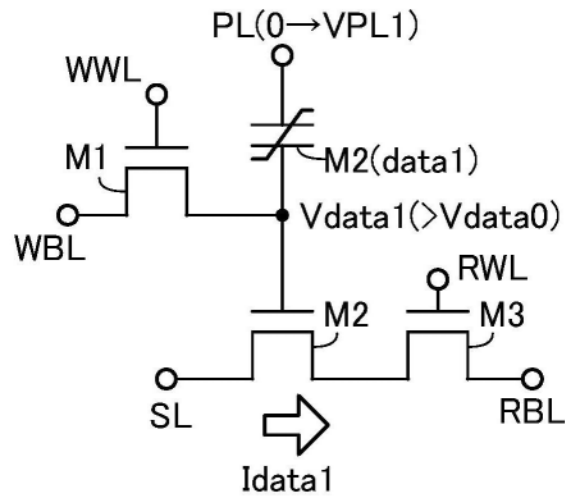 PL(0→VPL1)
WWL
M1
M2(data1)
WBL
Vdata1(>Vdata0)
RWL
M2
M3
SL
RBL
Idata1